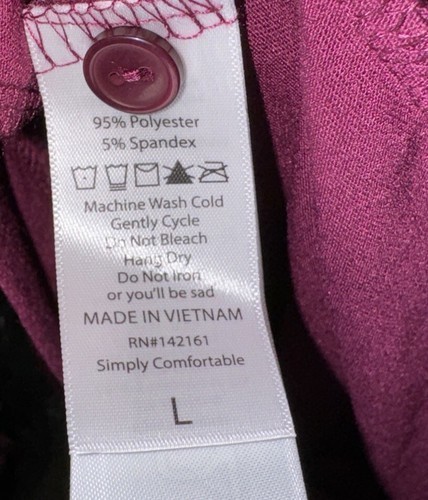 95% Polyester
5% Spandex
Machine Wash Cold
Gently Cycle
Do Not Bleach
Hang Dry
Do Not Iron
or you'll be sad
MADE IN VIETNAM
RN#142161
Simply Comfortable
L